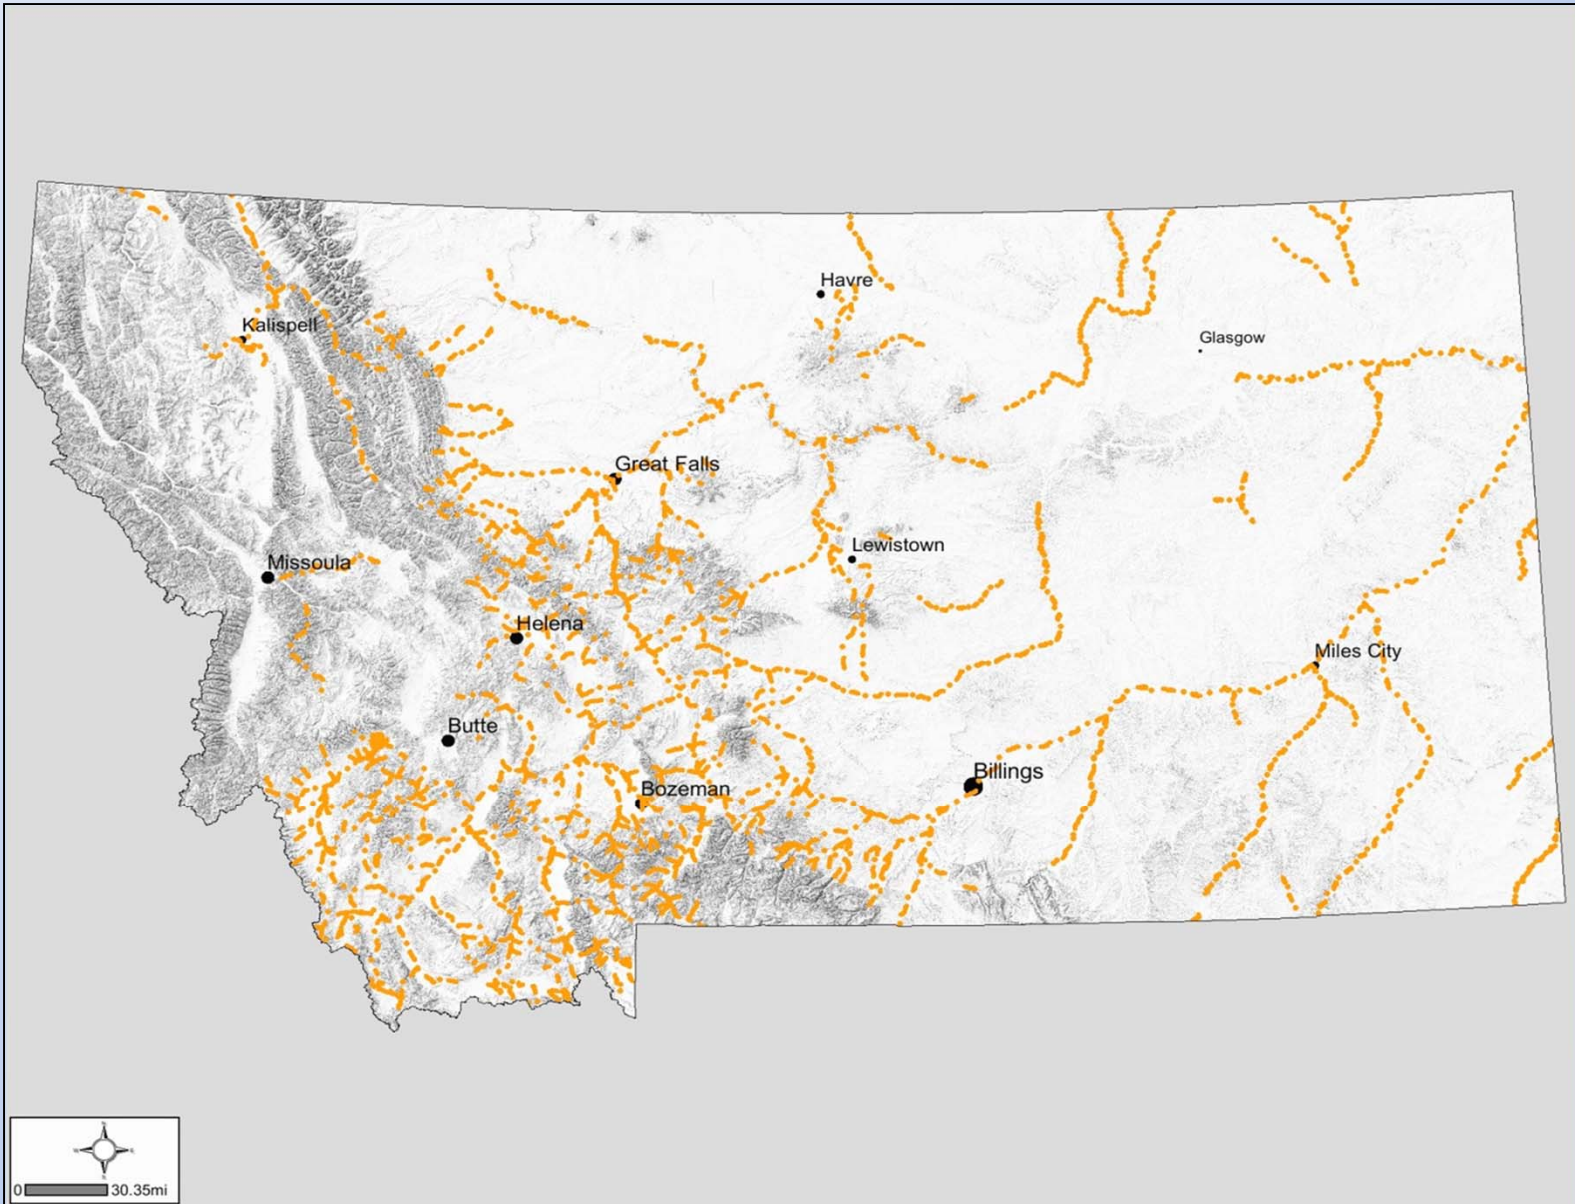 Havre
Kalispell
Glasgow
Great Falls
Lewistown
Missoula
Helena
Miles City
Butte
Billings
Bozeman
0 30.35mi